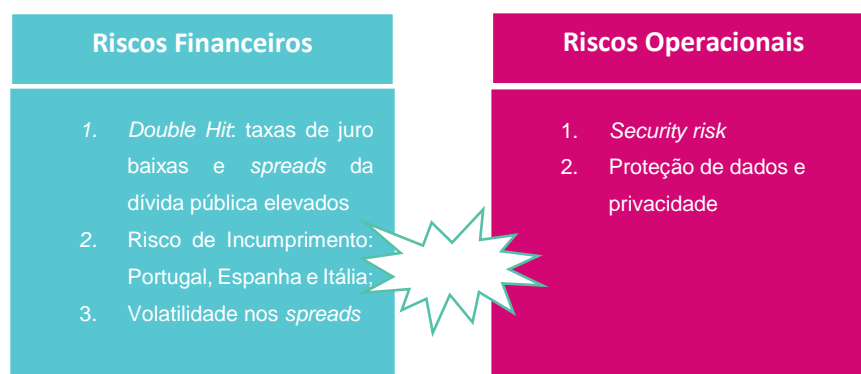 Riscos Financeiros
1. Double Hit: taxas de juro
baixas e spreads da
dívida pública elevados
2. Risco de Incumprimento:
Portugal, Espanha e Itália;
3. Volatilidade nos spreads
Riscos Operacionais
1. Security risk
2. Proteção de dados e
privacidade